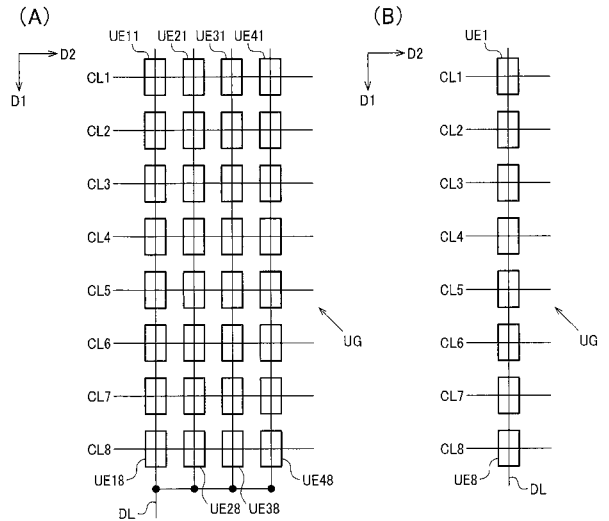 (A)
UE11 UE21 UE31 UE41
D2
D1
CL1
CL2
CL3
CL4
CL5
CL6
CL7
CL8
UG
UE18
UE28
UE38
UE48
DL
(B)
UE1
D2
D1
CL1
CL2
CL3
CL4
CL5
CL6
CL7
CL8
UG
UE8
DL